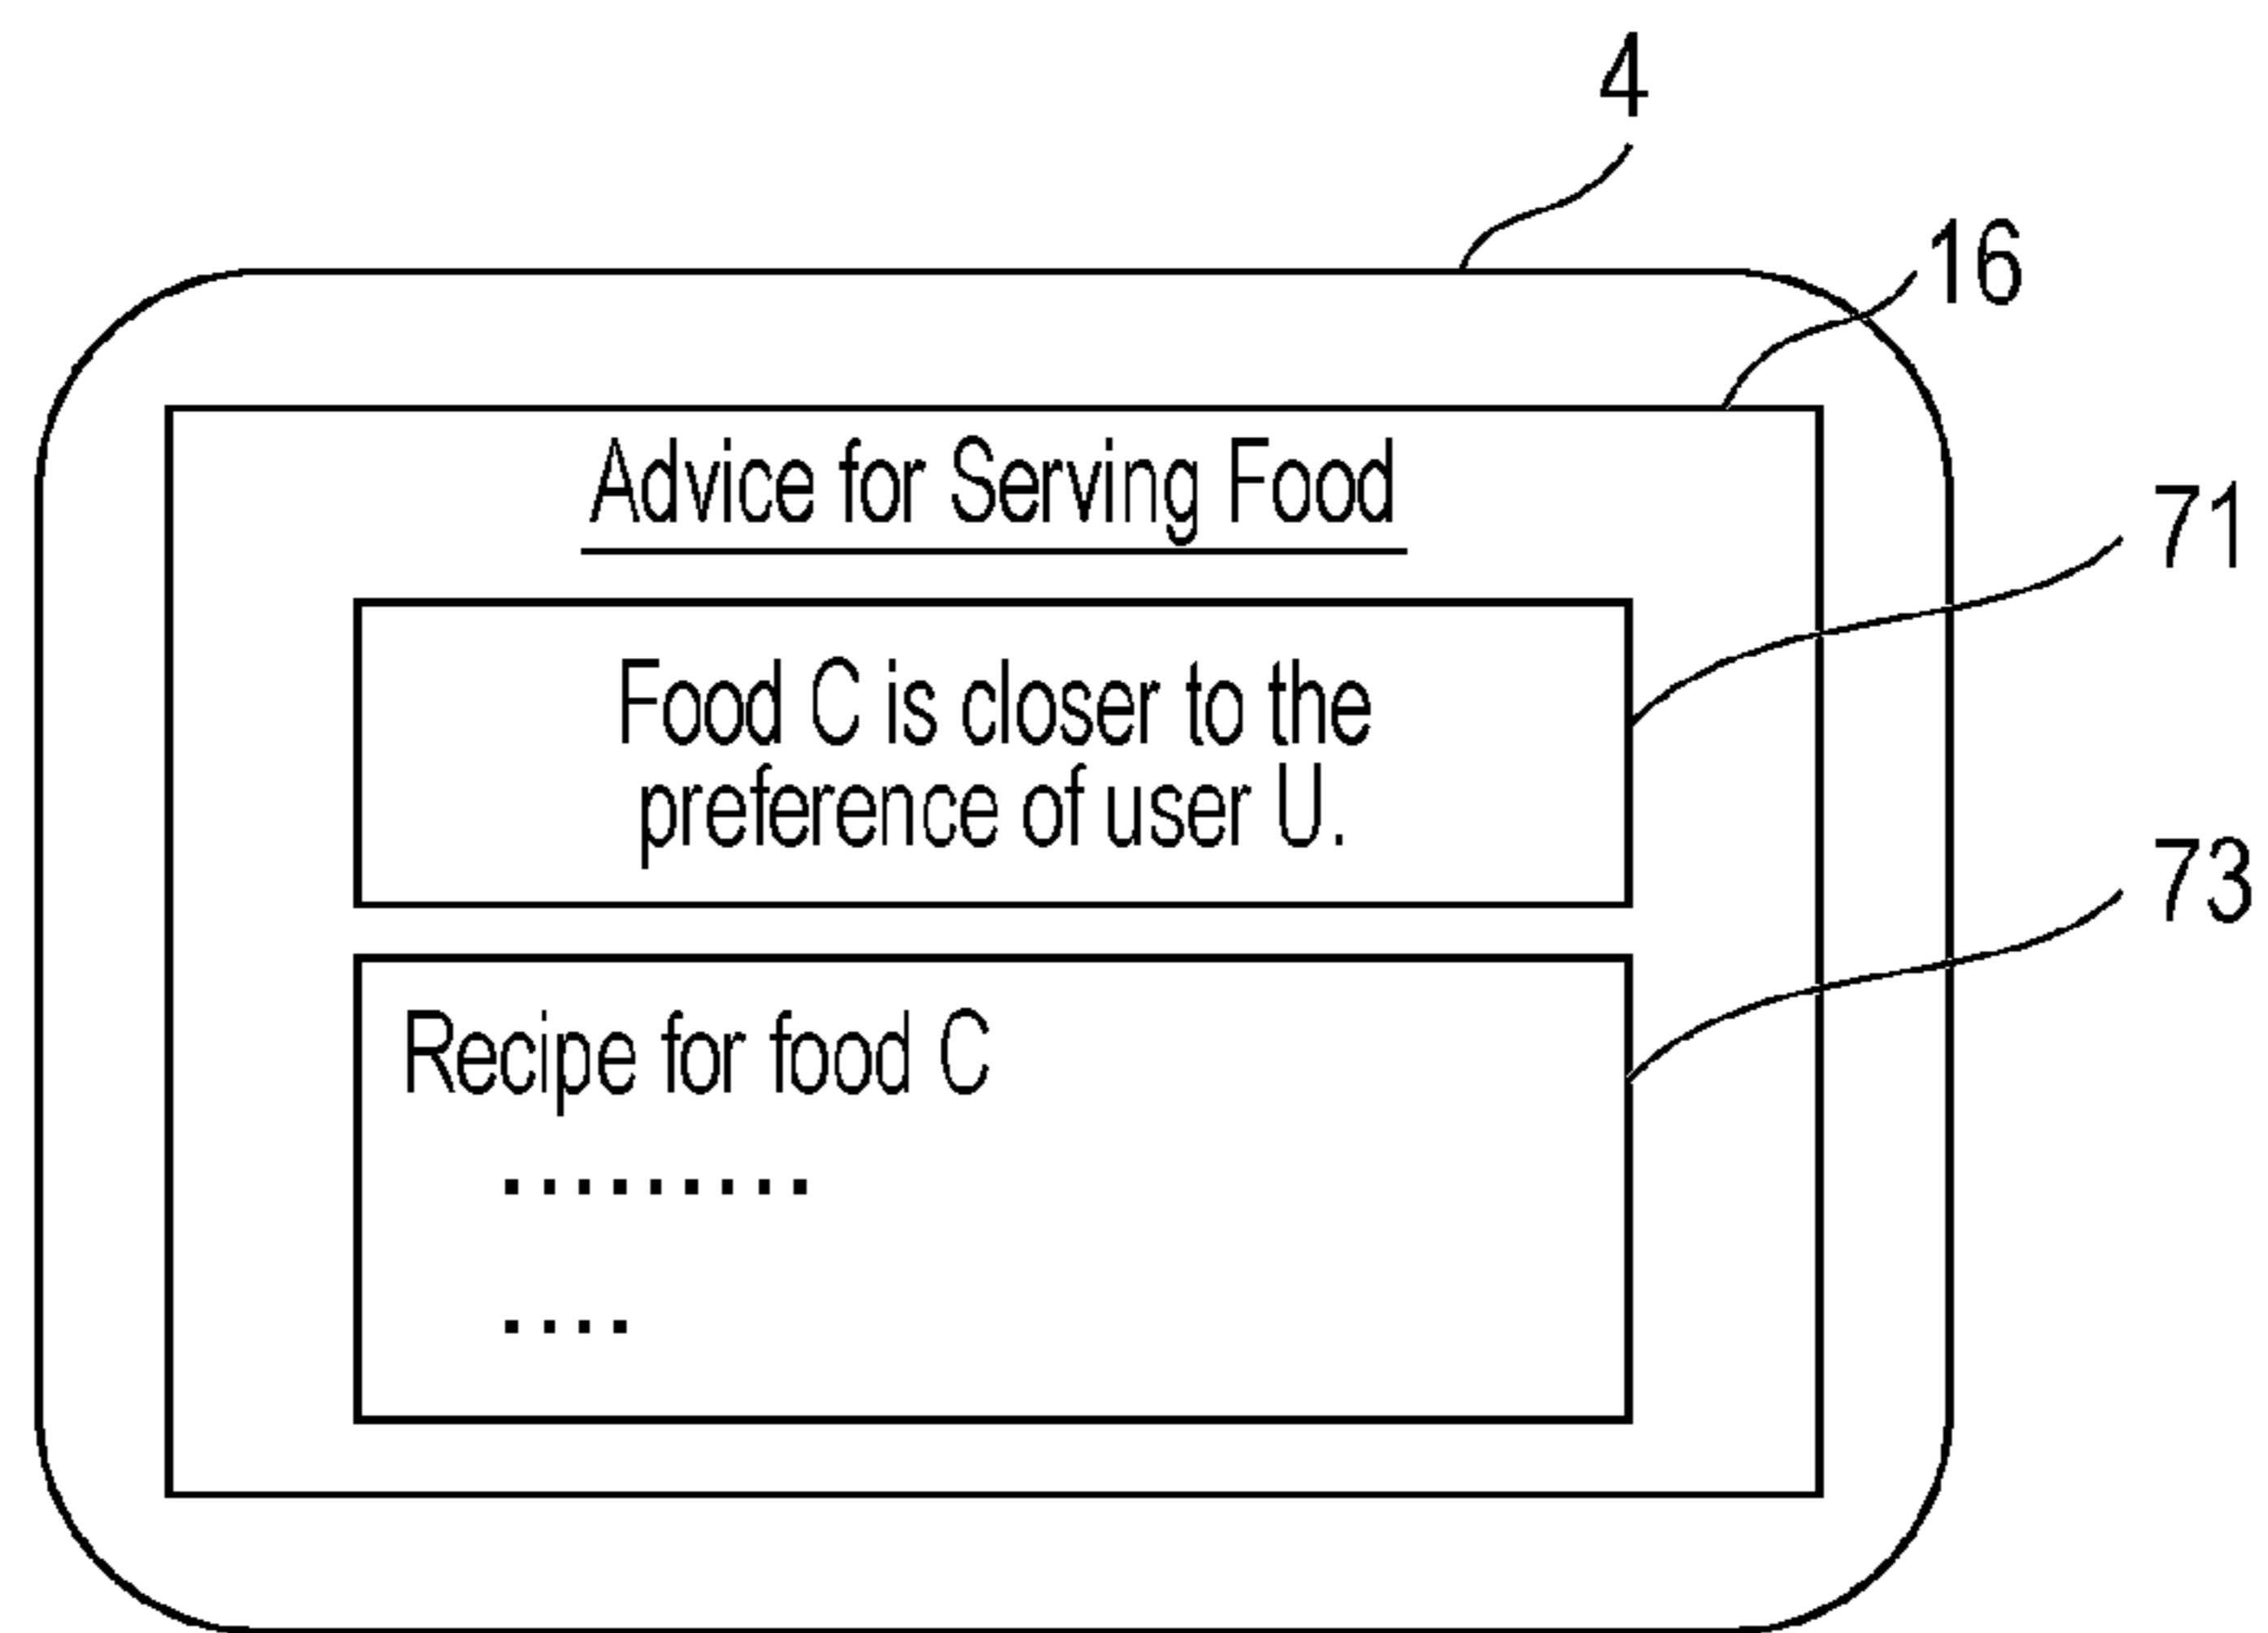 4
16
Advice for Serving Food
71
Food C is closer to the
preference of user U.
73
Recipe for food C
.........
....